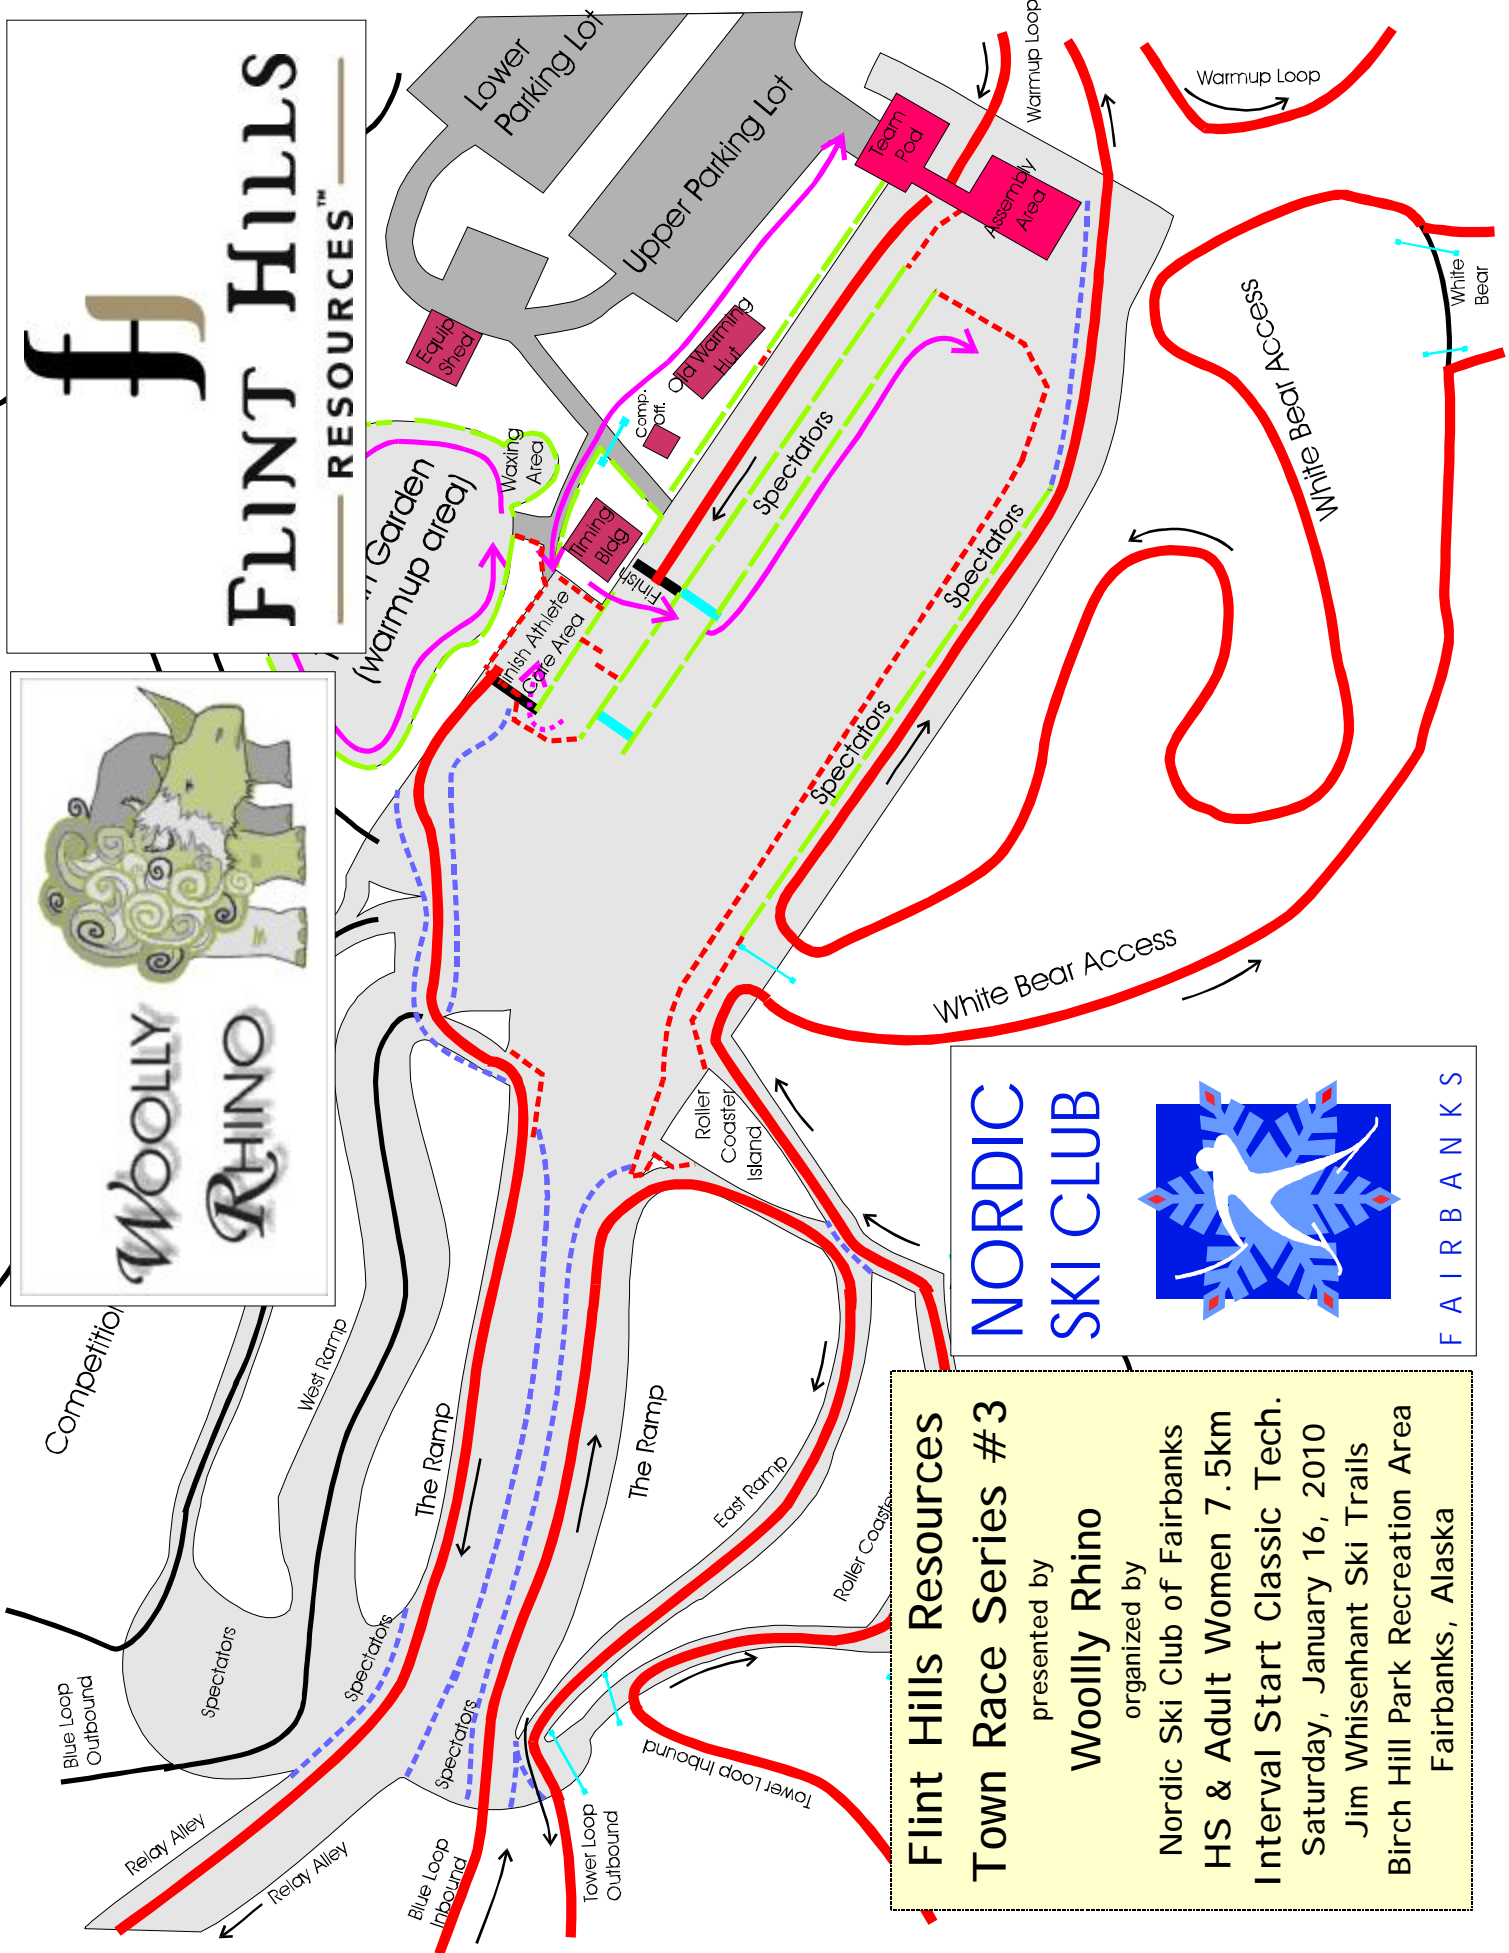 FLINT HILLS
RESOURCES™
WOOLLY
RHINO
Lower
Parking Lot
Upper Parking Lot
Equip
Shed
Old Warming
Hut
Comp.
Off.
Team
Pod
Assembly
Area
Warmup Loop
Warmup Loop
Waxing
Area
Garden
(warmup area)
Timing
Bldg
Finish
Finish Athlete
Care Area
Spectators
Spectators
Spectators
White Bear Access
White
Bear
White Bear Access
Roller
Coaster
Island
Competition
West Ramp
The Ramp
The Ramp
East Ramp
Roller Coaster
Spectators
Spectators
Spectators
Blue Loop
Outbound
Relay Alley
Relay Alley
Blue Loop
Inbound
Tower Loop
Outbound
Tower Loop Inbound
NORDIC
SKI CLUB
FAIRBANKS
Flint Hills Resources
Town Race Series #3
presented by
Woollly Rhino
organized by
Nordic Ski Club of Fairbanks
HS & Adult Women 7.5km
Interval Start Classic Tech.
Saturday, January 16, 2010
Jim Whisenhant Ski Trails
Birch Hill Park Recreation Area
Fairbanks, Alaska